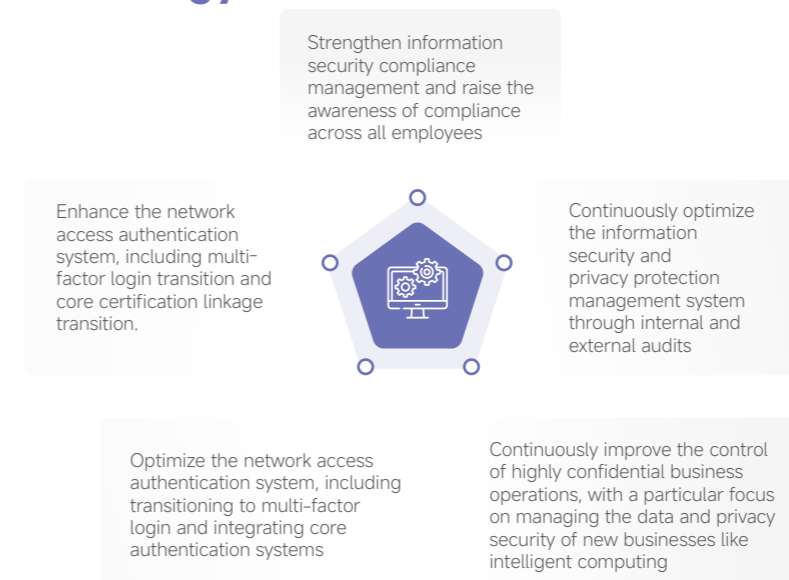 Strengthen information
security compliance
management and raise the
awareness of compliance
across all employees
Enhance the network
access authentication
system, including multi-
factor login transition and
core certification linkage
transition.
Continuously optimize
the information
security and
privacy protection
management system
through internal and
external audits
Optimize the network access
authentication system, including
transitioning to multi-factor
login and integrating core
authentication systems
Continuously improve the control
of highly confidential business
operations, with a particular focus
on managing the data and privacy
security of new businesses like
intelligent computing